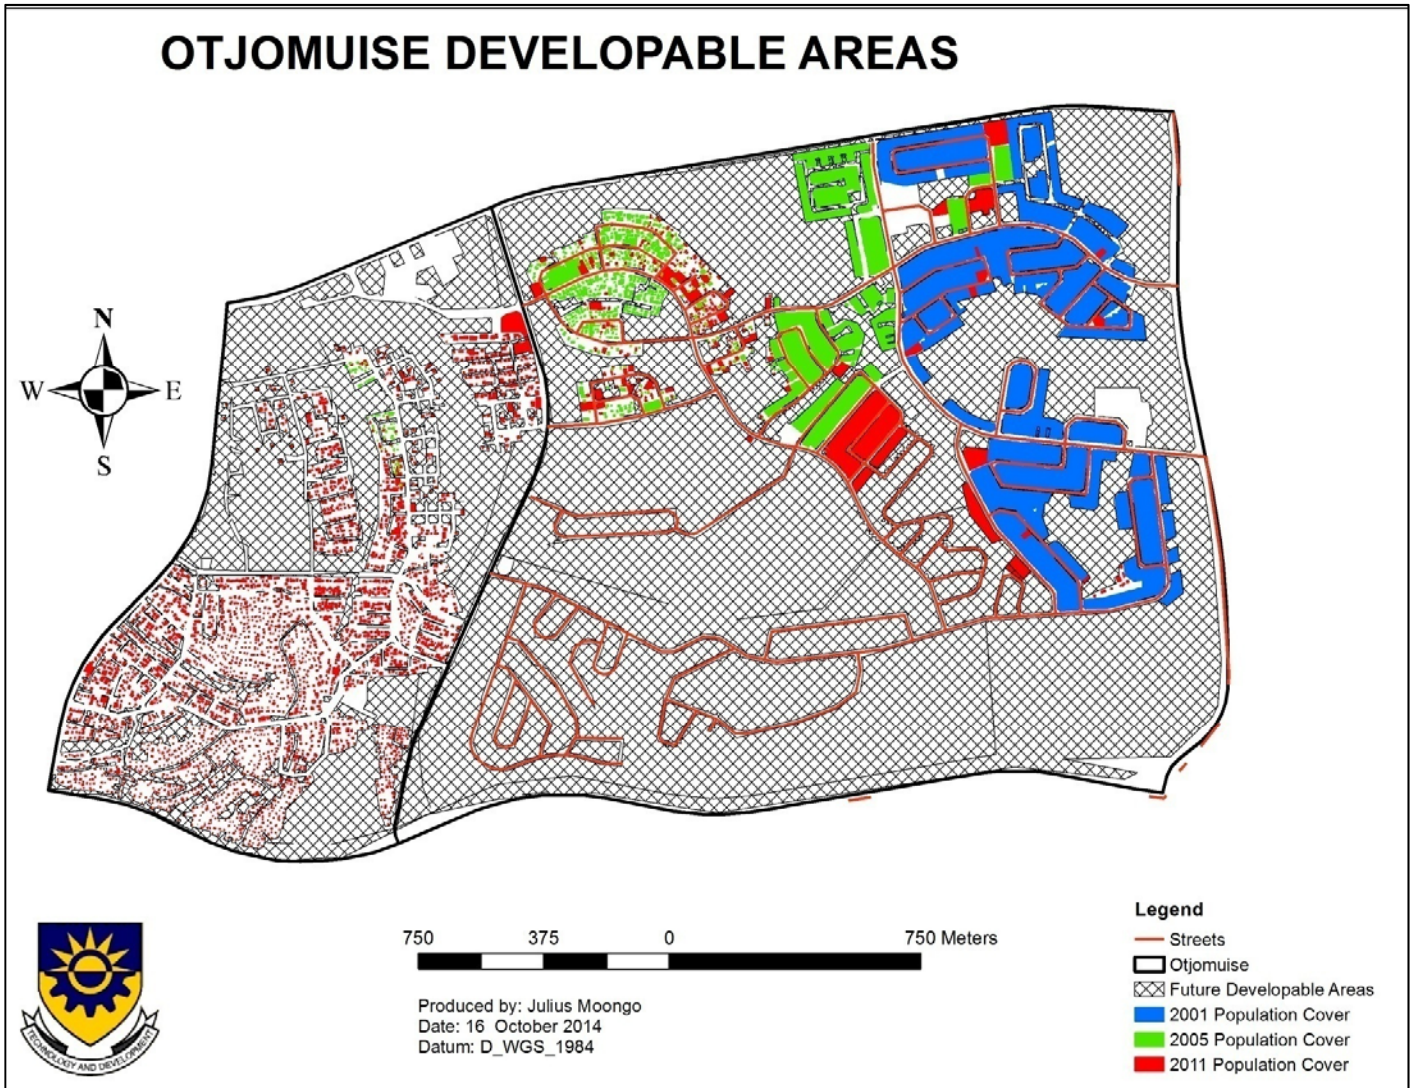 OTJOMUISE DEVELOPABLE AREAS
N
W
E
S
750 375 0 750 Meters
Produced by: Julius Moongo
Date: 16 October 2014
Datum: D_WGS_1984
TECHNOLOGY AND DEVELOPMENT
Legend
Streets
Otjomuise
Future Developable Areas
2001 Population Cover
2005 Population Cover
2011 Population Cover